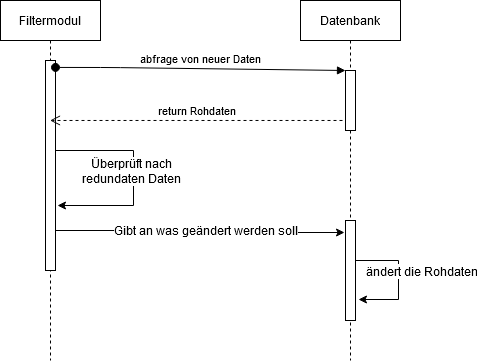 Filtermodul
Datenbank
abfrage von neuer Daten
return Rohdaten
Überprüft nach
redundaten Daten
Gibt an was geändert werden soll
ändert die Rohdaten